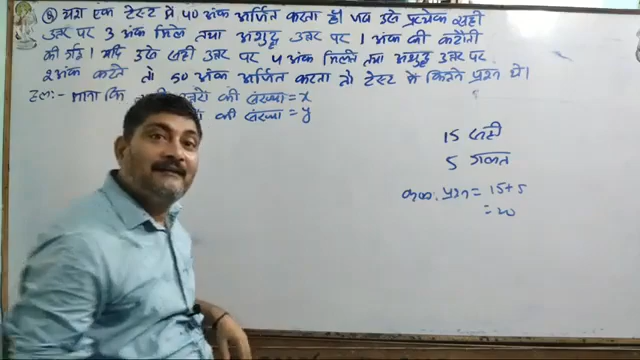 यश एक टेस्ट में 40 अंक अर्जित करता है। जब उसे प्रत्येक सही
उत्तर पर 3 अंक मिले तथा अशुद्ध उत्तर पर 1 अंक की कटौती
की गई। यदि उसे सही उत्तर पर 4 अंक मिलते तथा अशुद्ध उत्तर पर
2 अंक कटते तो 50 अंक अर्जित करता तो टेस्ट में कितने प्रश्न थे।
हल:- माना कि उत्तरों की संख्या = x
की संख्या = y
15 सही
5 गलत
प्रश्न = 15+5
= 20